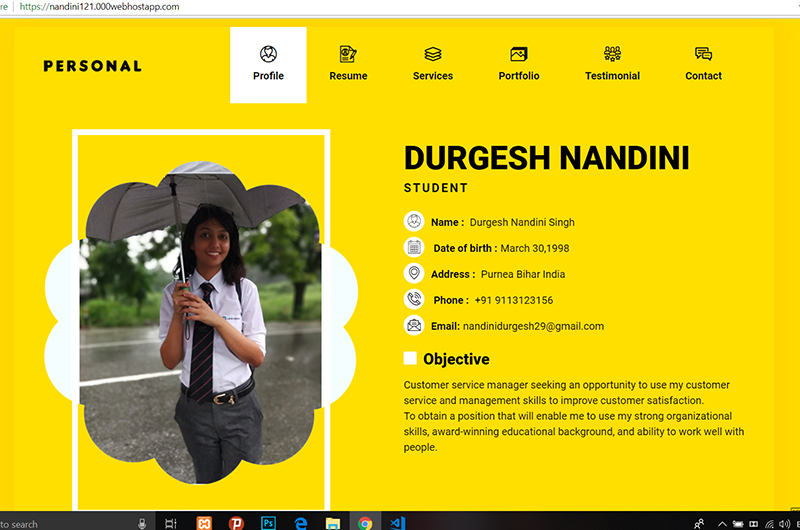 re https://nandini121.000webhostapp.com
PERSONAL
Profile
Resume
Services
Portfolio
Testimonial
Contact
DURGESH NANDINI
STUDENT
Name : Durgesh Nandini Singh
Date of birth : March 30,1998
Address : Purnea Bihar India
Phone : +91 9113123156
Email: nandinidurgesh29@gmail.com
Objective
Customer service manager seeking an opportunity to use my customer
service and management skills to improve customer satisfaction.
To obtain a position that will enable me to use my strong organizational
skills, award-winning educational background, and ability to work well with
people.
to search